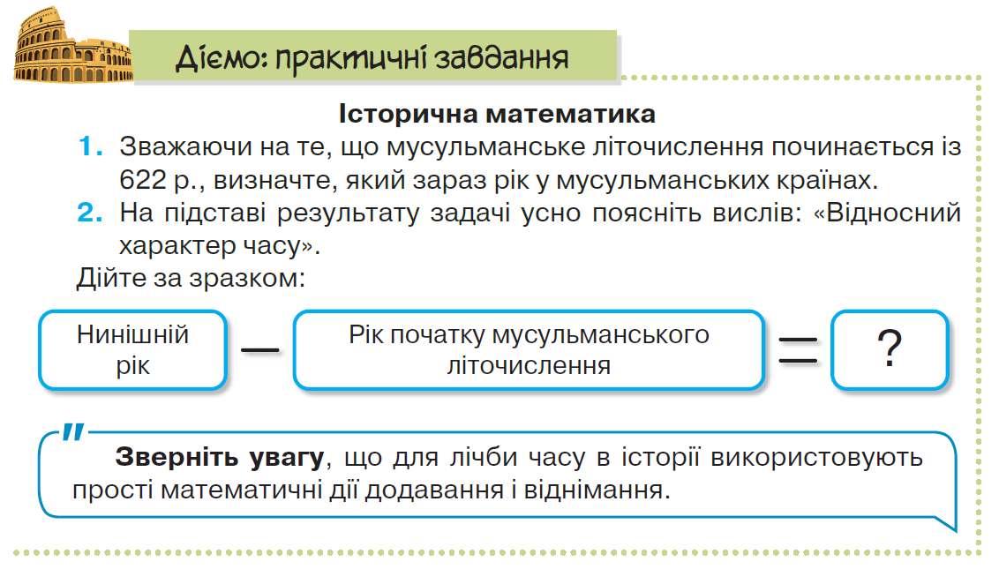 Діємо: практичні завдання
Історична математика
1. Зважаючи на те, що мусульманське літочислення починається із
622 р., визначте, який зараз рік у мусульманських країнах.
2. На підставі результату задачі усно поясніть вислів: «Відносний
характер часу».
Дійте за зразком:
Нинішній
рік
—
Рік початку мусульманського
літочислення
=
?
"
Зверніть увагу, що для лічби часу в історії використовують
прості математичні дії додавання і віднімання.